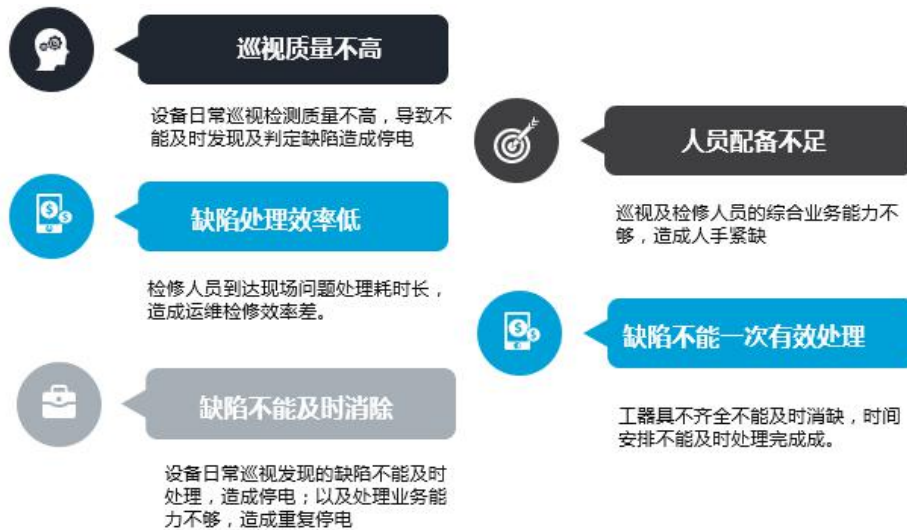 巡视质量不高
设备日常巡视检测质量不高，导致不
能及时发现及判定缺陷造成停电
缺陷处理效率低
检修人员到达现场问题处理耗时长，
造成运维检修效率差。
缺陷不能及时消除
设备日常巡视发现的缺陷不能及时
处理，造成停电；以及处理业务能
力不够，造成重复停电
人员配备不足
巡视及检修人员的综合业务能力不
够，造成人手紧缺
缺陷不能一次有效处理
工器具不齐全不能及时消缺，时间
安排不能及时处理完成成。